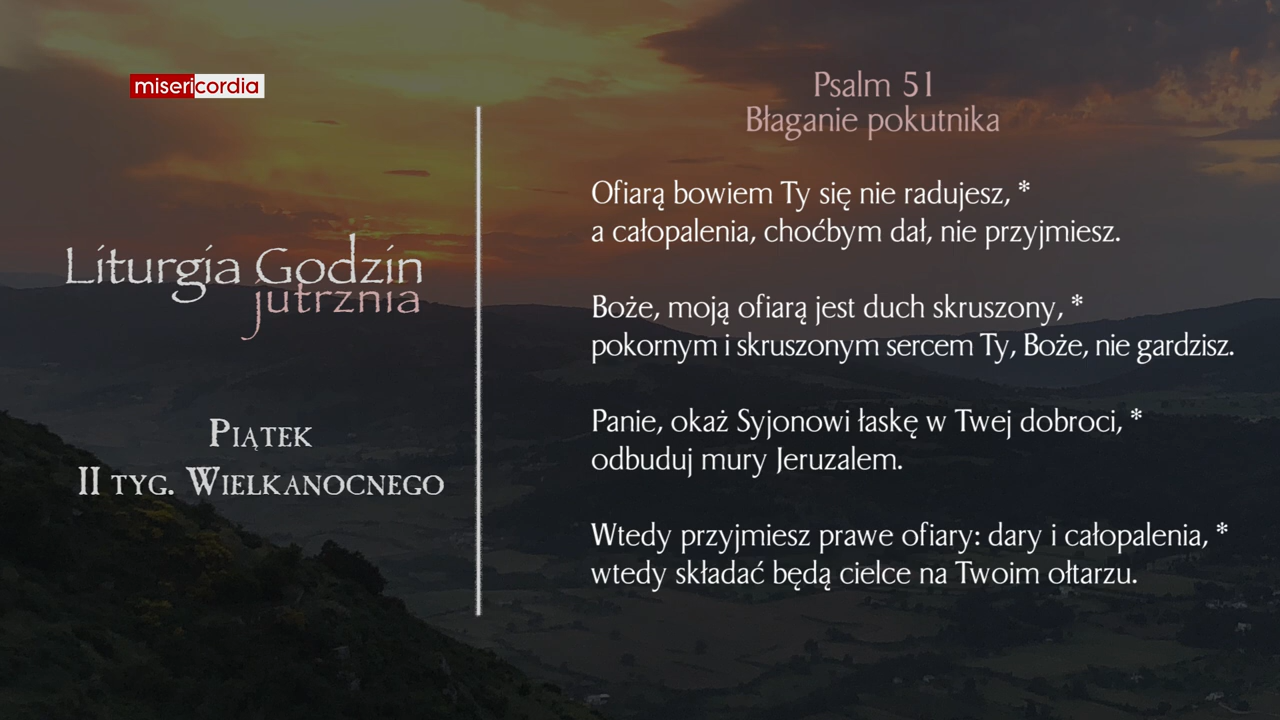 misericordia
Liturgia Godzin
jutrznia
Piątek
II tyg. Wielkanocnego
Psalm 51
Błaganie pokutnika
Ofiarą bowiem Ty się nie radujesz, *
a całopalenia, choćbym dał, nie przyjmiesz.
Boże, moją ofiarą jest duch skruszony, *
pokornym i skruszonym sercem Ty, Boże, nie gardzisz.
Panie, okaż Syjonowi łaskę w Twej dobroci, *
odbuduj mury Jeruzalem.
Wtedy przyjmiesz prawe ofiary: dary i całopalenia, *
wtedy składać będą cielce na Twoim ołtarzu.